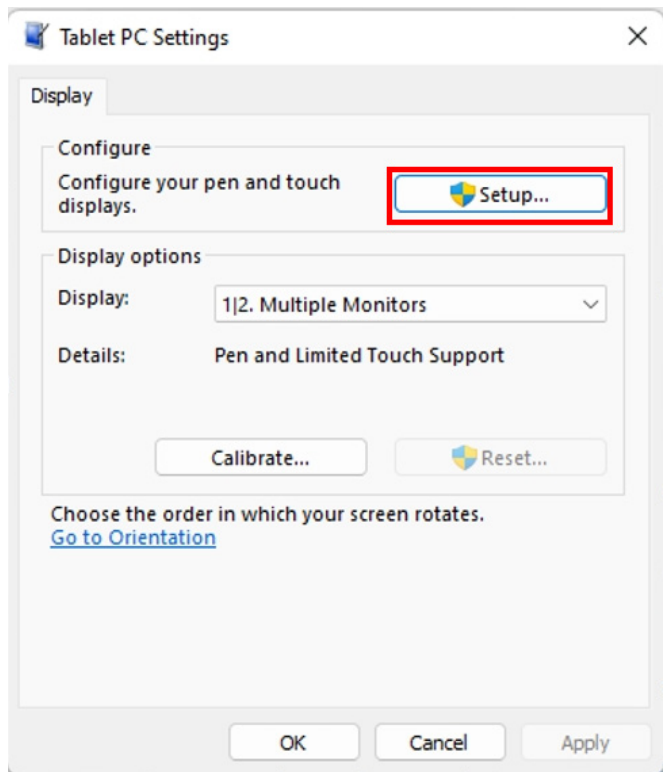 Tablet PC Settings
Display
Configure
Configure your pen and touch
displays.
Setup...
Display options
Display:
1|2. Multiple Monitors
Details:
Pen and Limited Touch Support
Calibrate...
Reset...
Choose the order in which your screen rotates.
Go to Orientation
OK
Cancel
Apply